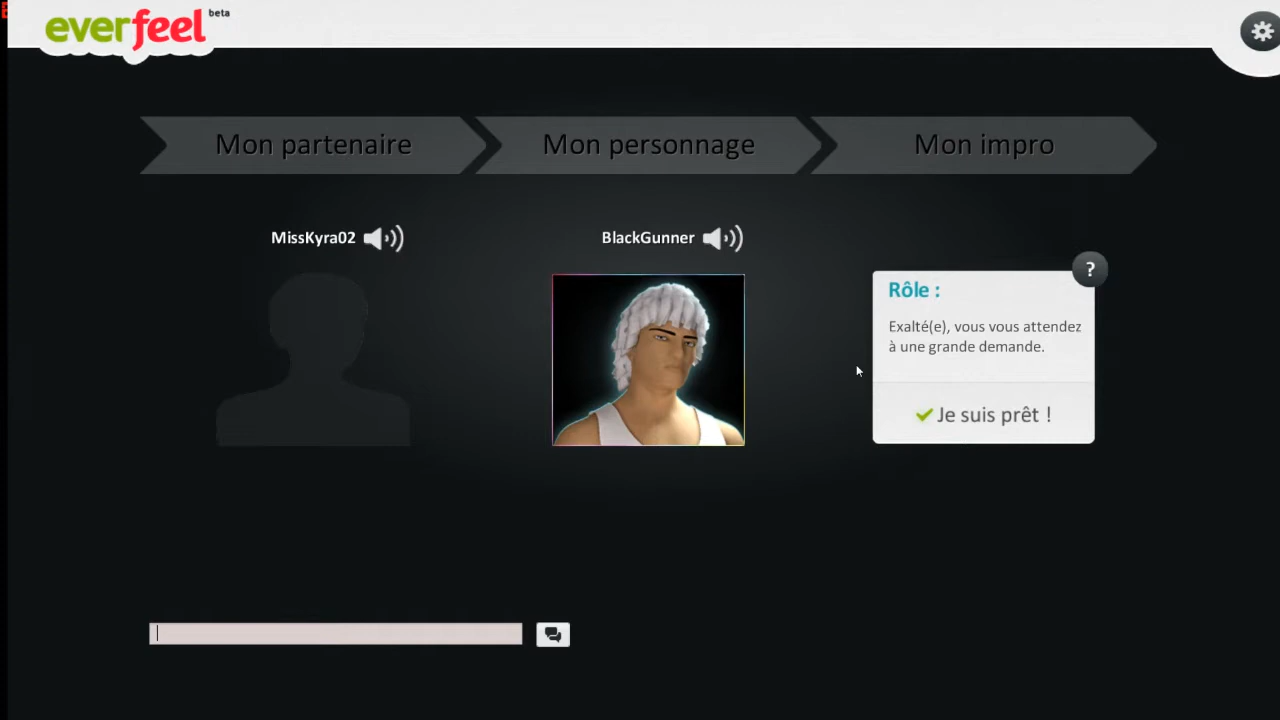 everfeel beta
Mon partenaire
Mon personnage
Mon impro
MissKyra02
BlackGunner
?
Rôle :
Exalté(e), vous vous attendez
à une grande demande.
Je suis prêt !